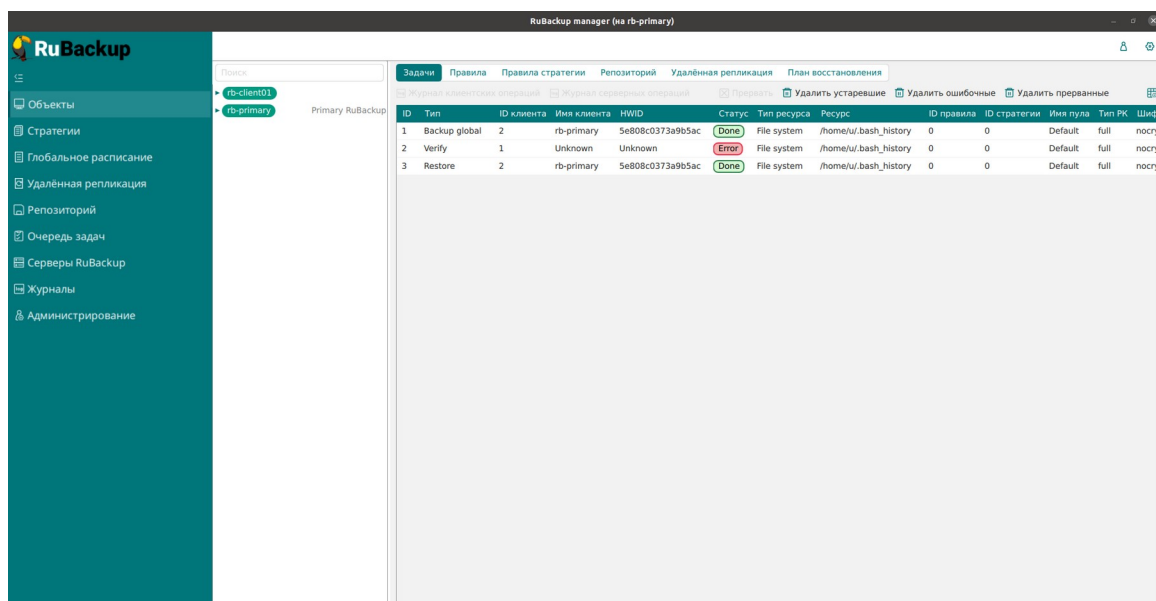 RuBackup manager (на rb-primary)
RuBackup
Объекты
Стратегии
Глобальное расписание
Удалённая репликация
Репозиторий
Очередь задач
Серверы RuBackup
Журналы
Администрирование
Поиск
rb-client01
rb-primary Primary RuBackup
Задачи Правила Правила стратегии Репозиторий Удалённая репликация План восстановления
Журнал клиентских операций Журнал серверных операций Прервать Удалить устаревшие Удалить ошибочные Удалить прерванные
ID Тип ID клиента Имя клиента HWID Статус Тип ресурса Ресурс ID правила ID стратегии Имя пула Тип РК Шиф
1 Backup global 2 rb-primary 5e808c0373a9b5ac Done File system /home/u/.bash_history 0 0 Default full nocry
2 Verify 1 Unknown Unknown Error File system /home/u/.bash_history 0 0 Default full nocry
3 Restore 2 rb-primary 5e808c0373a9b5ac Done File system /home/u/.bash_history 0 0 Default full nocry